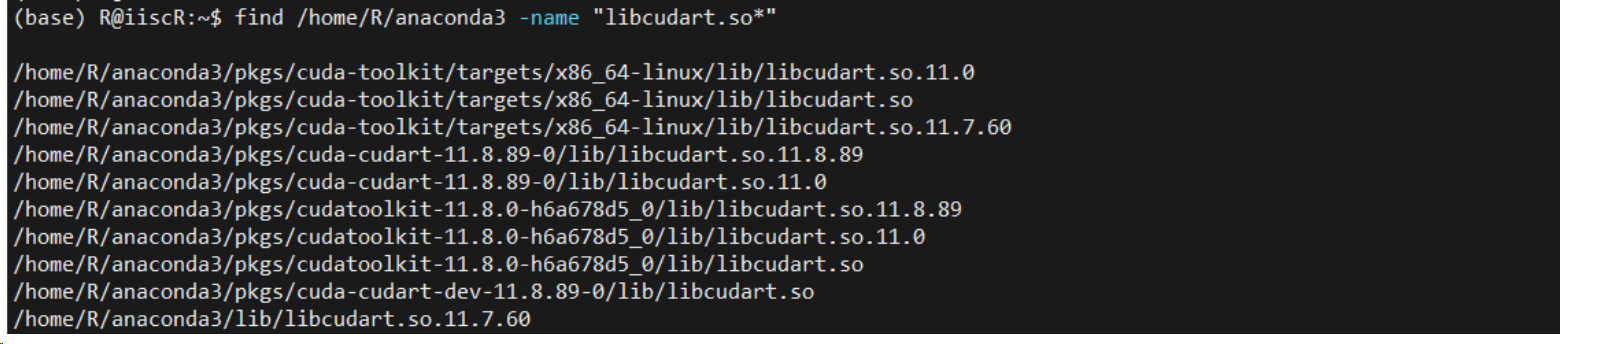 (base) R@iiscR:~$ find /home/R/anaconda3 -name "libcudart.so*"
/home/R/anaconda3/pkgs/cuda-toolkit/targets/x86_64-linux/lib/libcudart.so.11.0
/home/R/anaconda3/pkgs/cuda-toolkit/targets/x86_64-linux/lib/libcudart.so
/home/R/anaconda3/pkgs/cuda-toolkit/targets/x86_64-linux/lib/libcudart.so.11.7.60
/home/R/anaconda3/pkgs/cuda-cudart-11.8.89-0/lib/libcudart.so.11.8.89
/home/R/anaconda3/pkgs/cuda-cudart-11.8.89-0/lib/libcudart.so.11.0
/home/R/anaconda3/pkgs/cudatoolkit-11.8.0-h6a678d5_0/lib/libcudart.so.11.8.89
/home/R/anaconda3/pkgs/cudatoolkit-11.8.0-h6a678d5_0/lib/libcudart.so.11.0
/home/R/anaconda3/pkgs/cudatoolkit-11.8.0-h6a678d5_0/lib/libcudart.so
/home/R/anaconda3/pkgs/cuda-cudart-dev-11.8.89-0/lib/libcudart.so
/home/R/anaconda3/lib/libcudart.so.11.7.60